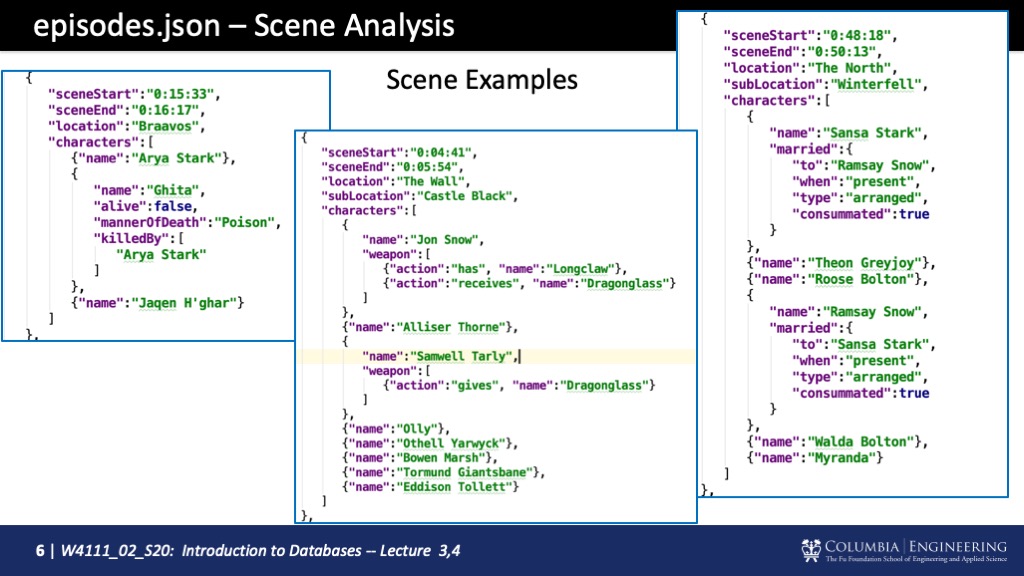 episodes.json – Scene Analysis
Scene Examples
{
"sceneStart":"0:15:33",
"sceneEnd":"0:16:17",
"location":"Braavos",
"characters":[
{"name":"Arya Stark"},
{
"name":"Ghita",
"alive":false,
"mannerOfDeath":"Poison",
"killedBy":[
"Arya Stark"
]
},
{"name":"Jaqen H'ghar"}
]
},
{
"sceneStart":"0:04:41",
"sceneEnd":"0:05:54",
"location":"The Wall",
"subLocation":"Castle Black",
"characters":[
{
"name":"Jon Snow",
"weapon":[
{"action":"has", "name":"Longclaw"},
{"action":"receives", "name":"Dragonglass"}
]
},
{"name":"Alliser Thorne"},
{
"name":"Samwell Tarly",
"weapon":[
{"action":"gives", "name":"Dragonglass"}
]
},
{"name":"Olly"},
{"name":"Othell Yarwyck"},
{"name":"Bowen Marsh"},
{"name":"Tormund Giantsbane"},
{"name":"Eddison Tollett"}
]
},
{
"sceneStart":"0:48:18",
"sceneEnd":"0:50:13",
"location":"The North",
"subLocation":"Winterfell",
"characters":[
{
"name":"Sansa Stark",
"married":{
"to":"Ramsay Snow",
"when":"present",
"type":"arranged",
"consummated":true
}
},
{"name":"Theon Greyjoy"},
{"name":"Roose Bolton"},
{
"name":"Ramsay Snow",
"married":{
"to":"Sansa Stark",
"when":"present",
"type":"arranged",
"consummated":true
}
},
{"name":"Walda Bolton"},
{"name":"Myranda"}
]
},
6 | W4111_02_S20: Introduction to Databases -- Lecture 3,4
COLUMBIA | ENGINEERING
The Fu Foundation School of Engineering and Applied Science